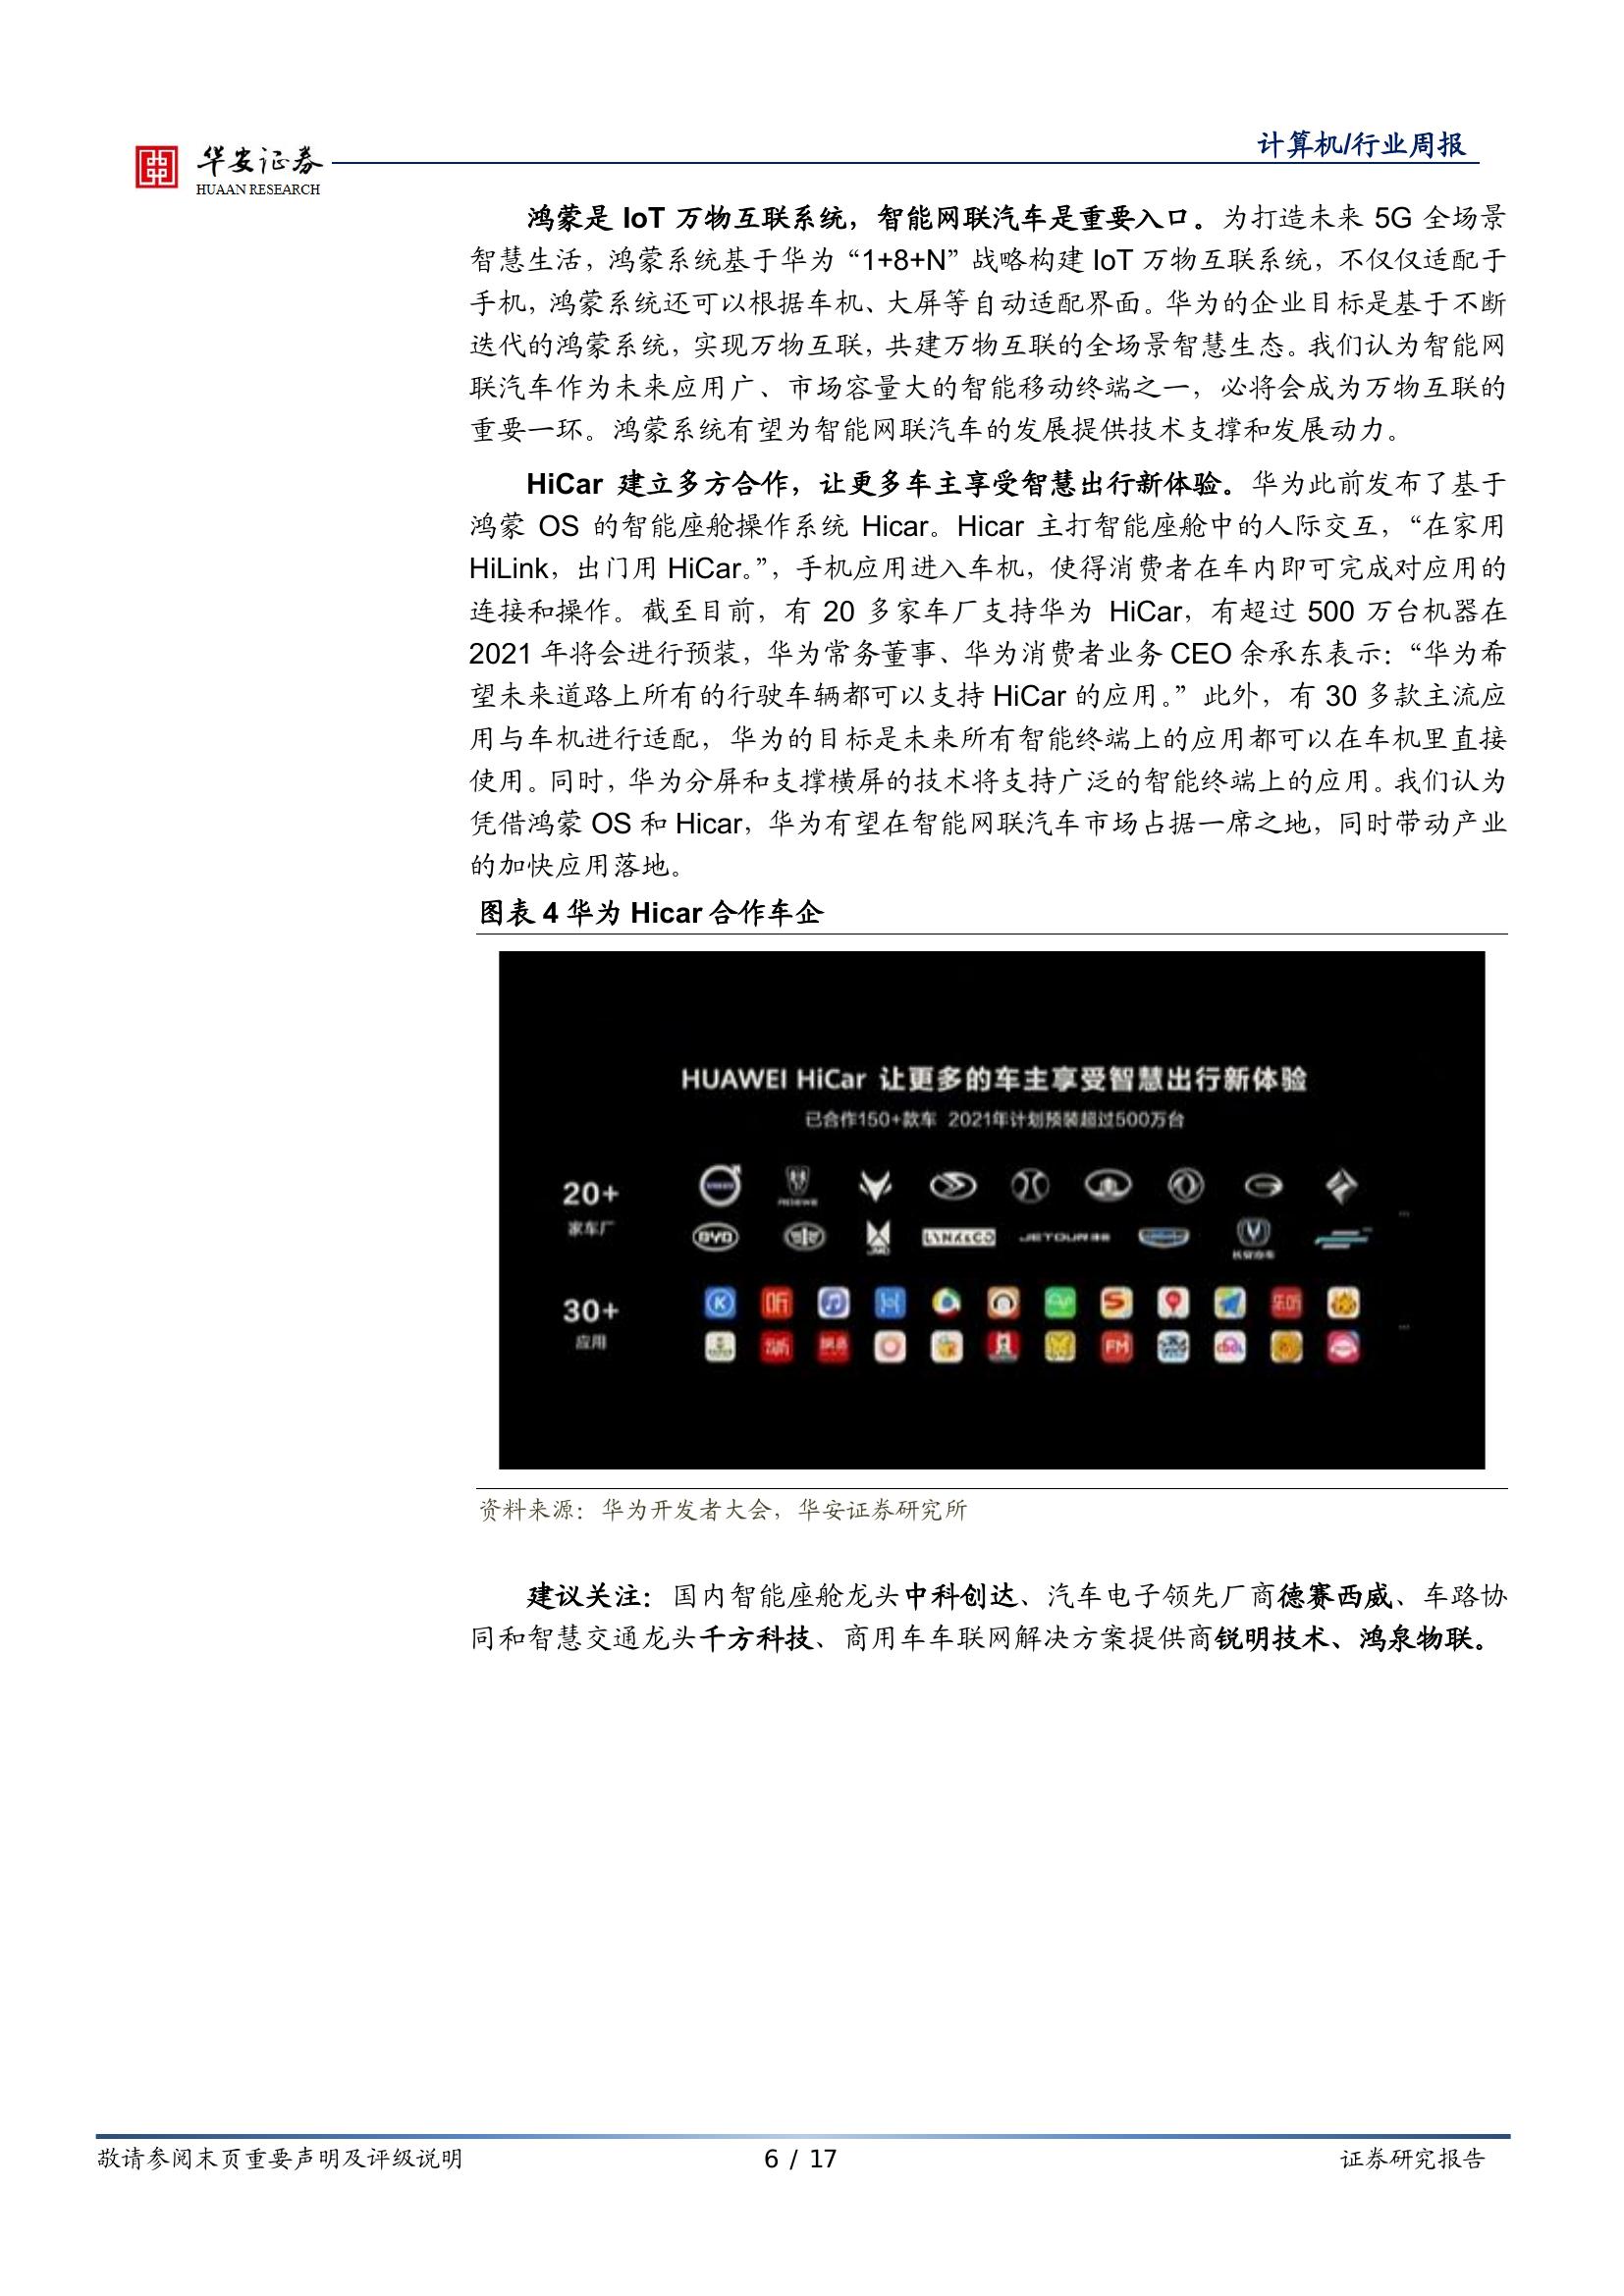 华安证券
HUAAN RESEARCH
计算机/行业周报
鸿蒙是 IoT 万物互联系统，智能网联汽车是重要入口。为打造未来 5G 全场景
智慧生活，鸿蒙系统基于华为“1+8+N”战略构建 IoT 万物互联系统，不仅仅适配于
手机，鸿蒙系统还可以根据车机、大屏等自动适配界面。华为的企业目标是基于不断
迭代的鸿蒙系统，实现万物互联，共建万物互联的全场景智慧生态。我们认为智能网
联汽车作为未来应用广、市场容量大的智能移动终端之一，必将会成为万物互联的
重要一环。鸿蒙系统有望为智能网联汽车的发展提供技术支撑和发展动力。
HiCar 建立多方合作，让更多车主享受智慧出行新体验。华为此前发布了基于
鸿蒙 OS 的智能座舱操作系统 Hicar。Hicar 主打智能座舱中的人际交互，“在家用
HiLink，出门用 HiCar。”，手机应用进入车机，使得消费者在车内即可完成对应用的
连接和操作。截至目前，有 20 多家车厂支持华为 HiCar，有超过 500 万台机器在
2021 年将会进行预装，华为常务董事、华为消费者业务 CEO 余承东表示：“华为希
望未来道路上所有的行驶车辆都可以支持 HiCar 的应用。” 此外，有 30 多款主流应
用与车机进行适配，华为的目标是未来所有智能终端上的应用都可以在车机里直接
使用。同时，华为分屏和支撑横屏的技术将支持广泛的智能终端上的应用。我们认为
凭借鸿蒙 OS 和 Hicar，华为有望在智能网联汽车市场占据一席之地，同时带动产业
的加快应用落地。
图表 4 华为 Hicar 合作车企
HUAWEI HiCar 让更多的车主享受智慧出行新体验
已合作150+款车 2021年计划预装超过500万台
20+
家车厂
BYD LYNK&CO JETOUR 长安汽车
30+
应用
K 听 S 乐听
FM
资料来源：华为开发者大会，华安证券研究所
建议关注：国内智能座舱龙头中科创达、汽车电子领先厂商德赛西威、车路协
同和智慧交通龙头千方科技、商用车车联网解决方案提供商锐明技术、鸿泉物联。
敬请参阅末页重要声明及评级说明
6 / 17
证券研究报告